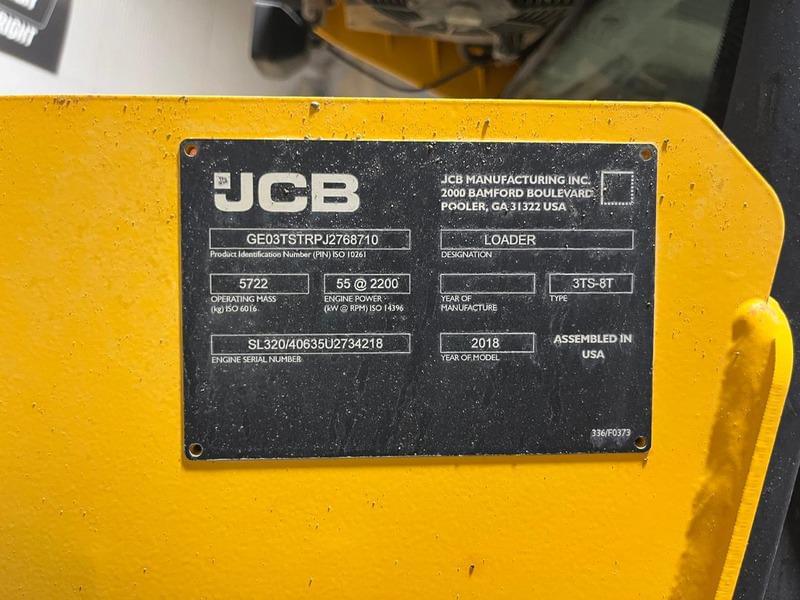 RIGHT
JCB
JCB MANUFACTURING INC.
2000 BAMFORD BOULEVARD
POOLER, GA 31322 USA
GE03TSTRPJ2768710
Product Identification Number (PIN) ISO 10261
LOADER
DESIGNATION
5722
OPERATING MASS
(kg) ISO 6016
55 @ 2200
ENGINE POWER
(kW @ RPM) ISO 14396
YEAR OF
MANUFACTURE
3TS-8T
TYPE
SL320/40635U2734218
ENGINE SERIAL NUMBER
2018
YEAR OF MODEL
ASSEMBLED IN
USA
336/F0373